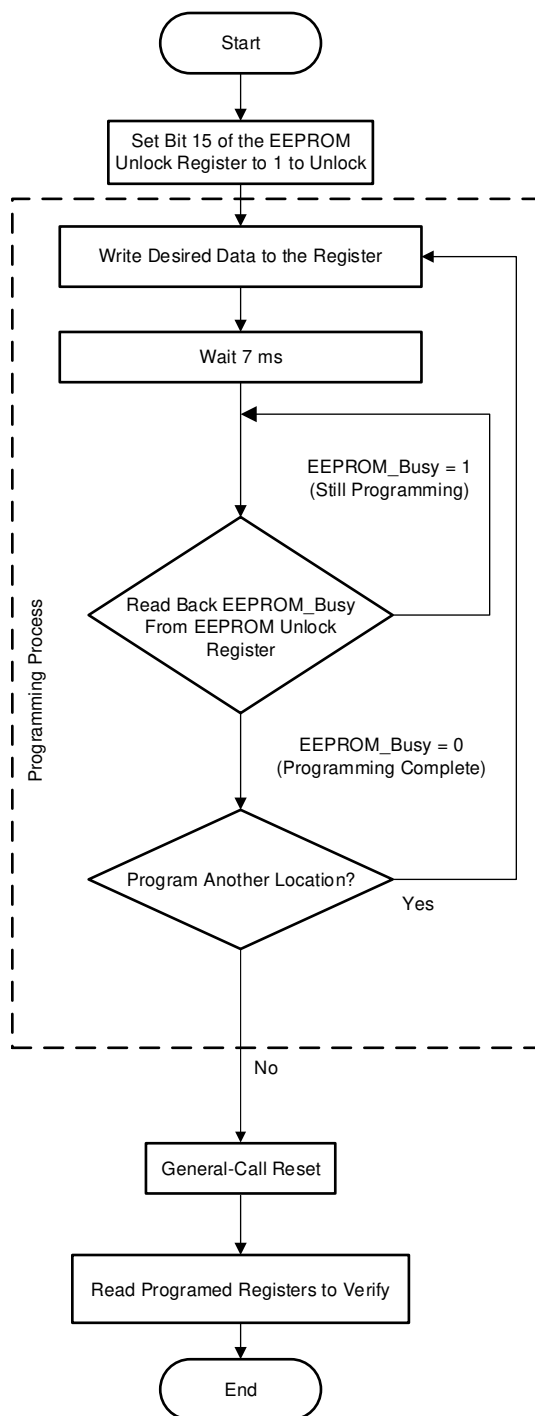 Start
Set Bit 15 of the EEPROM
Unlock Register to 1 to Unlock
Write Desired Data to the Register
Wait 7 ms
EEPROM_Busy = 1
(Still Programming)
Read Back EEPROM_Busy
From EEPROM Unlock
Register
Programming Process
EEPROM_Busy = 0
(Programming Complete)
Program Another Location?
Yes
No
General-Call Reset
Read Programed Registers to Verify
End